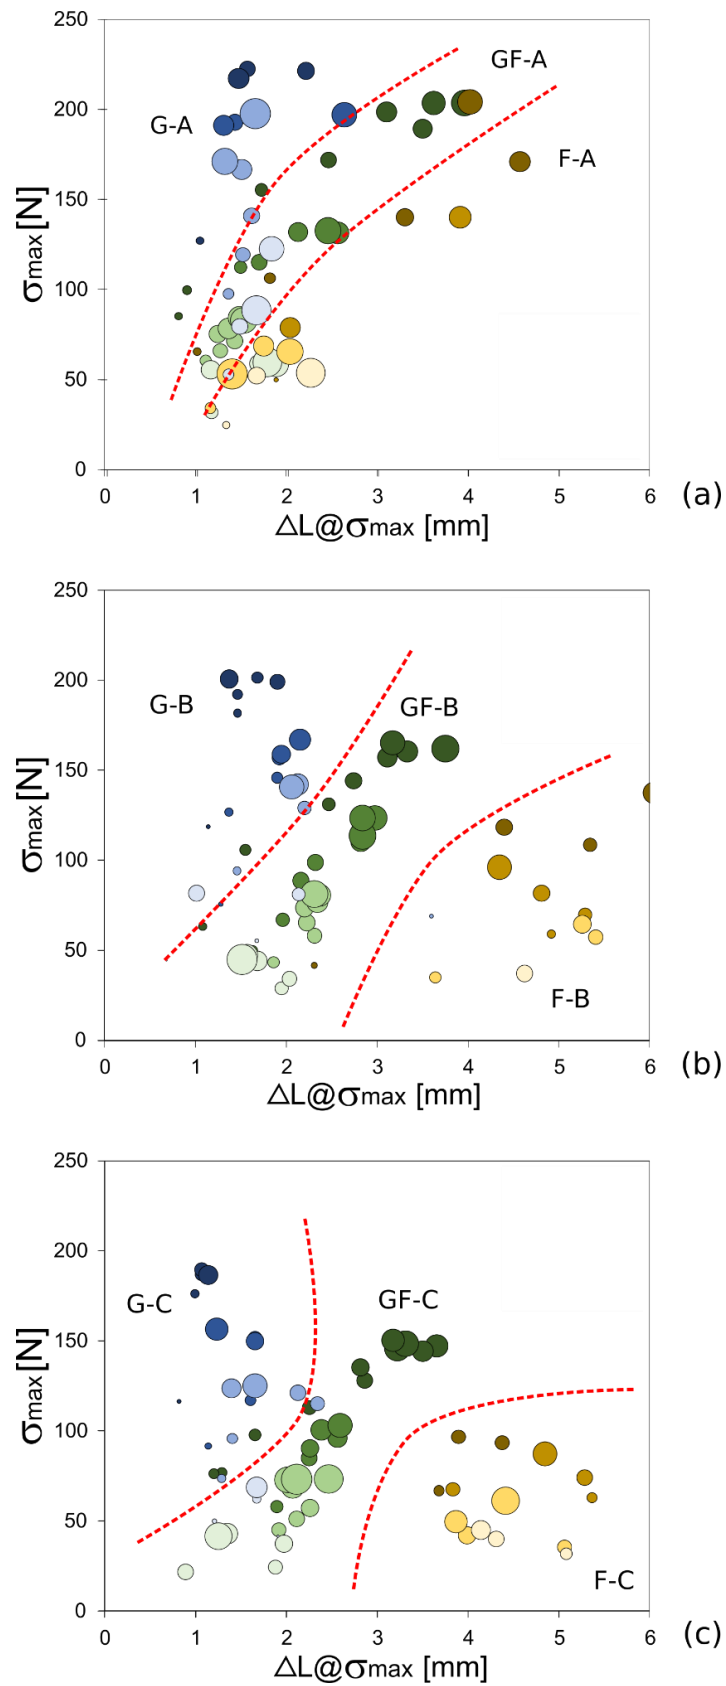 250
GF-A
200
G-A
F-A
150
σmax[N]
100
50
0
0 1 2 3 4 5 6
(a)
ΔL@σmax [mm]
250
200
G-B
GF-B
150
σmax[N]
100
50
F-B
0
0 1 2 3 4 5 6
(b)
ΔL@σmax [mm]
250
200
G-C
GF-C
150
σmax[N]
100
50
F-C
0
0 1 2 3 4 5 6
(c)
ΔL@σmax [mm]